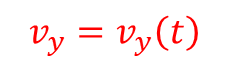 v_y = v_y(t)